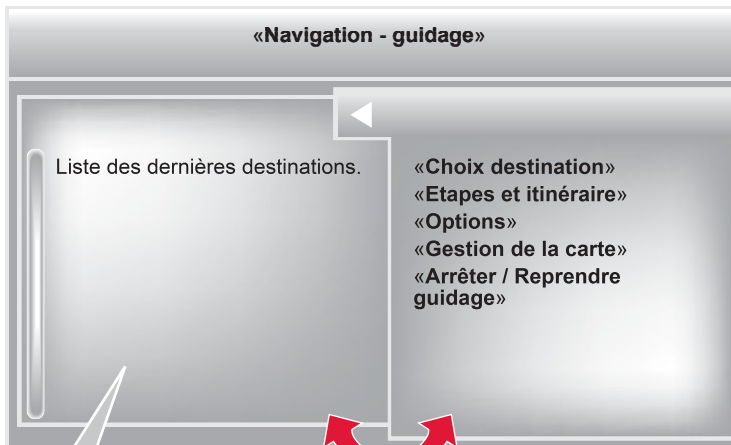 «Navigation - guidage»
Liste des dernières destinations.
«Choix destination»
«Etapes et itinéraire»
«Options»
«Gestion de la carte»
«Arrêter / Reprendre
guidage»